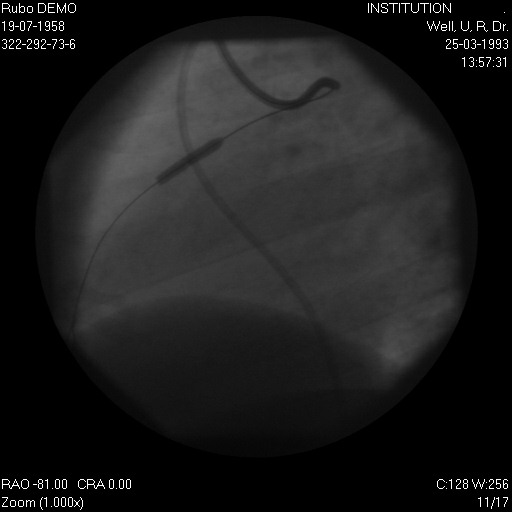 Rubo DEMO
19-07-1958
322-292-73-6
INSTITUTION .
Well, U, R, Dr.
25-03-1993
13:57:31
RAO -81.00 CRA 0.00
Zoom (1.000x)
C:128 W:256
11/17